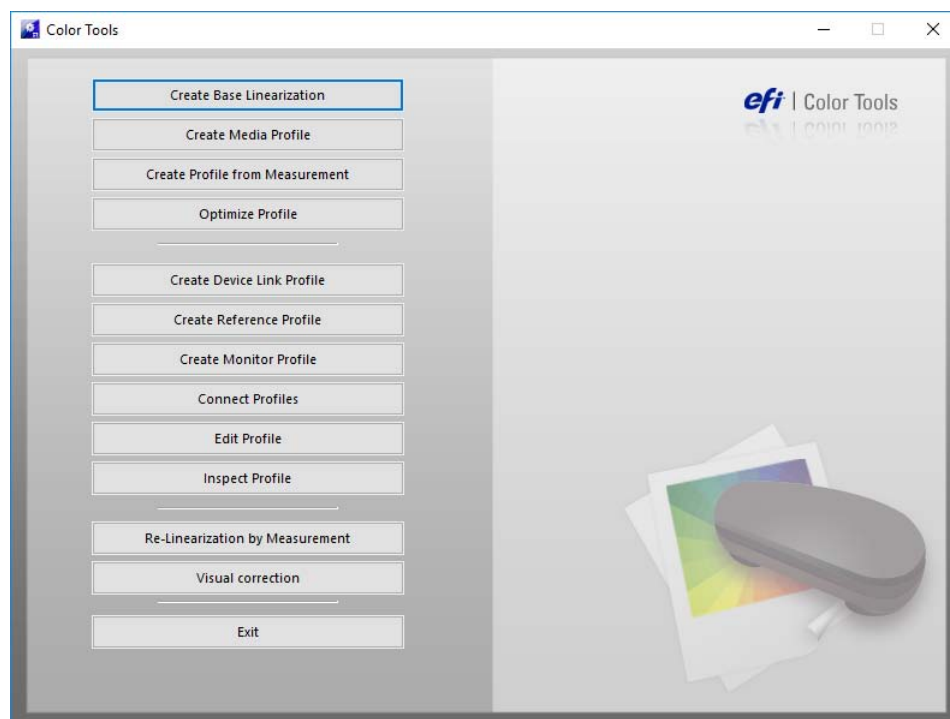 Color Tools
Create Base Linearization
efi | Color Tools
Create Media Profile
Create Profile from Measurement
Optimize Profile
Create Device Link Profile
Create Reference Profile
Create Monitor Profile
Connect Profiles
Edit Profile
Inspect Profile
Re-Linearization by Measurement
Visual correction
Exit